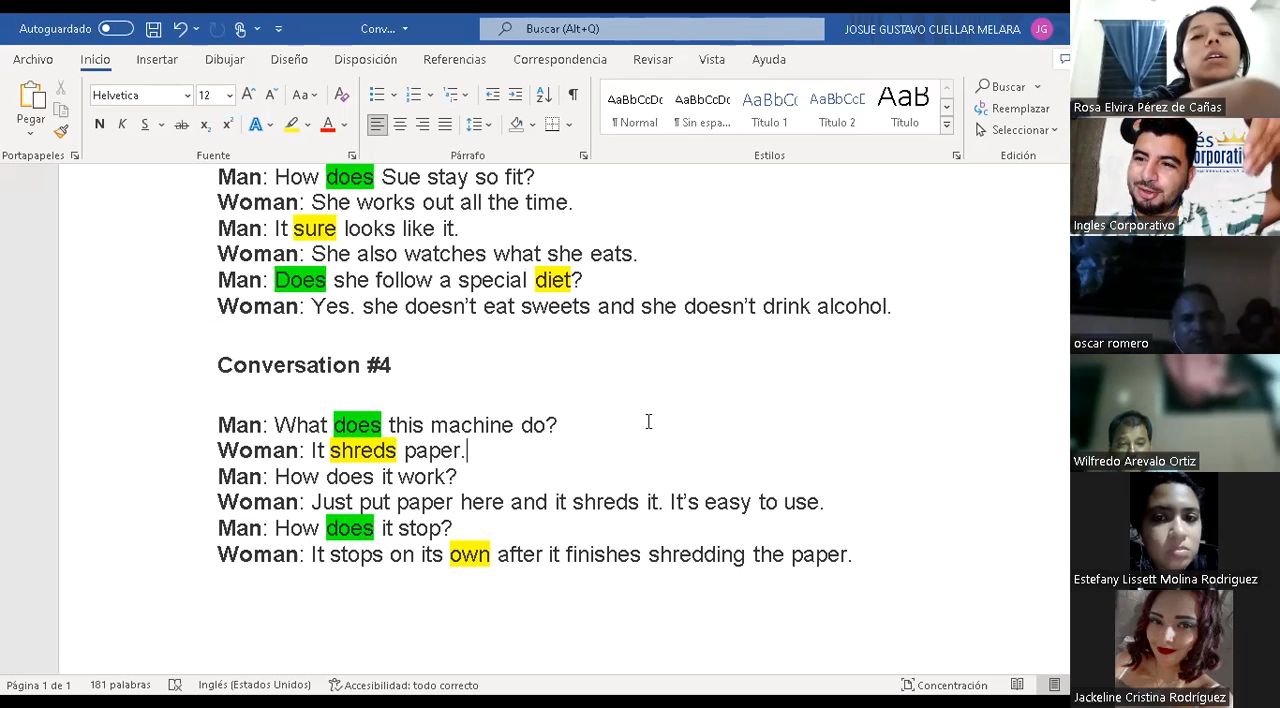 Autoguardado Conv... Buscar (Alt+Q) JOSUE GUSTAVO CUELLAR MELARA JG
Archivo Inicio Insertar Dibujar Diseño Disposición Referencias Correspondencia Revisar Vista Ayuda
Pegar
Helvetica 12
N K S ab x₂ x² A A
Aa
AaBbCcDc AaBbCcDc AaBbC( AaBbCcC AaB
¶ Normal ¶ Sin espa... Título 1 Título 2 Título
Buscar
Reemplazar
Seleccionar
Portapapeles Fuente Párrafo Estilos Edición
Man: How does Sue stay so fit?
Woman: She works out all the time.
Man: It sure looks like it.
Woman: She also watches what she eats.
Man: Does she follow a special diet?
Woman: Yes. she doesn’t eat sweets and she doesn’t drink alcohol.
Conversation #4
Man: What does this machine do?
Woman: It shreds paper.
Man: How does it work?
Woman: Just put paper here and it shreds it. It’s easy to use.
Man: How does it stop?
Woman: It stops on its own after it finishes shredding the paper.
Página 1 de 1 181 palabras Inglés (Estados Unidos) Accesibilidad: todo correcto Concentración
Rosa Elvira Pérez de Cañas
és
orporati
Ingles Corporativo
oscar romero
Wilfredo Arevalo Ortiz
Estefany Lissett Molina Rodriguez
Jackeline Cristina Rodríguez